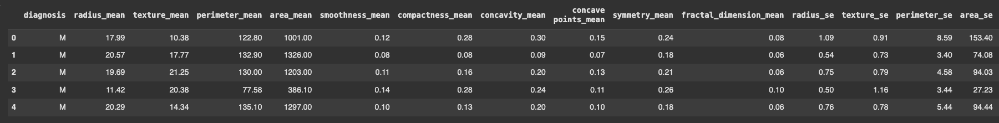 diagnosis radius_mean texture_mean perimeter_mean area_mean smoothness_mean compactness_mean concavity_mean concave points_mean symmetry_mean fractal_dimension_mean radius_se texture_se perimeter_se area_se
0 M 17.99 10.38 122.80 1001.00 0.12 0.28 0.30 0.15 0.24 0.08 1.09 0.91 8.59 153.40
1 M 20.57 17.77 132.90 1326.00 0.08 0.08 0.09 0.07 0.18 0.06 0.54 0.73 3.40 74.08
2 M 19.69 21.25 130.00 1203.00 0.11 0.16 0.20 0.13 0.21 0.06 0.75 0.79 4.58 94.03
3 M 11.42 20.38 77.58 386.10 0.14 0.28 0.24 0.11 0.26 0.10 0.50 1.16 3.44 27.23
4 M 20.29 14.34 135.10 1297.00 0.10 0.13 0.20 0.10 0.18 0.06 0.76 0.78 5.44 94.44